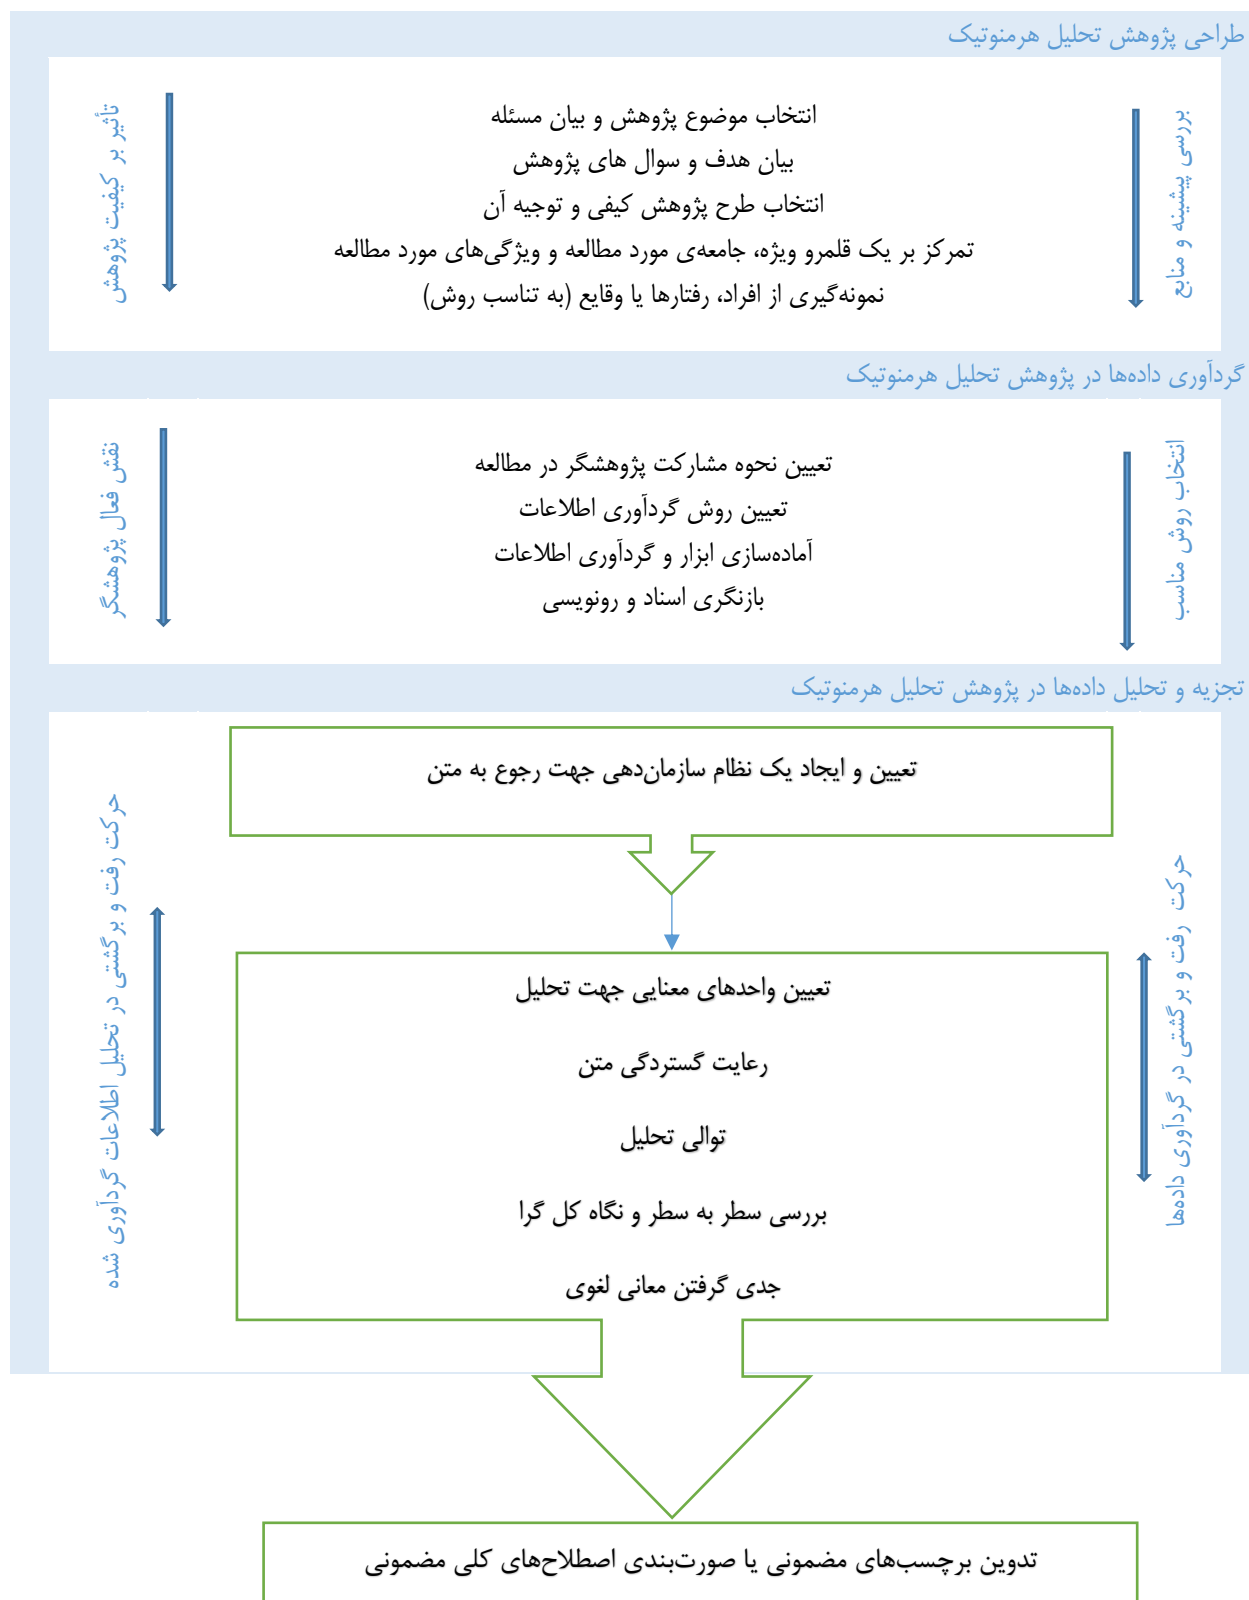 طراحی پژوهش تحلیل هرمنوتیک
بررسی پیشینه و منابع
انتخاب موضوع پژوهش و بیان مسئله
بیان هدف و سوال های پژوهش
انتخاب طرح پژوهش کیفی و توجیه آن
تمرکز بر یک قلمرو ویژه، جامعه‌ی مورد مطالعه و ویژگی‌های مورد مطالعه
نمونه‌گیری از افراد، رفتارها یا وقایع (به تناسب روش)
تأثیر بر کیفیت پژوهش
گردآوری داده‌ها در پژوهش تحلیل هرمنوتیک
انتخاب روش مناسب
تعیین نحوه مشارکت پژوهشگر در مطالعه
تعیین روش گردآوری اطلاعات
آماده‌سازی ابزار و گردآوری اطلاعات
بازنگری اسناد و رونویسی
نقش فعال پژوهشگر
تجزیه و تحلیل داده‌ها در پژوهش تحلیل هرمنوتیک
حرکت رفت و برگشتی در گردآوری داده‌ها
تعیین و ایجاد یک نظام سازمان‌دهی جهت رجوع به متن
تعیین واحدهای معنایی جهت تحلیل
رعایت گستردگی متن
توالی تحلیل
بررسی سطر به سطر و نگاه کل گرا
جدی گرفتن معانی لغوی
حرکت رفت و برگشتی در تحلیل اطلاعات گردآوری شده
تدوین برچسب‌های مضمونی یا صورت‌بندی اصطلاح‌های کلی مضمونی